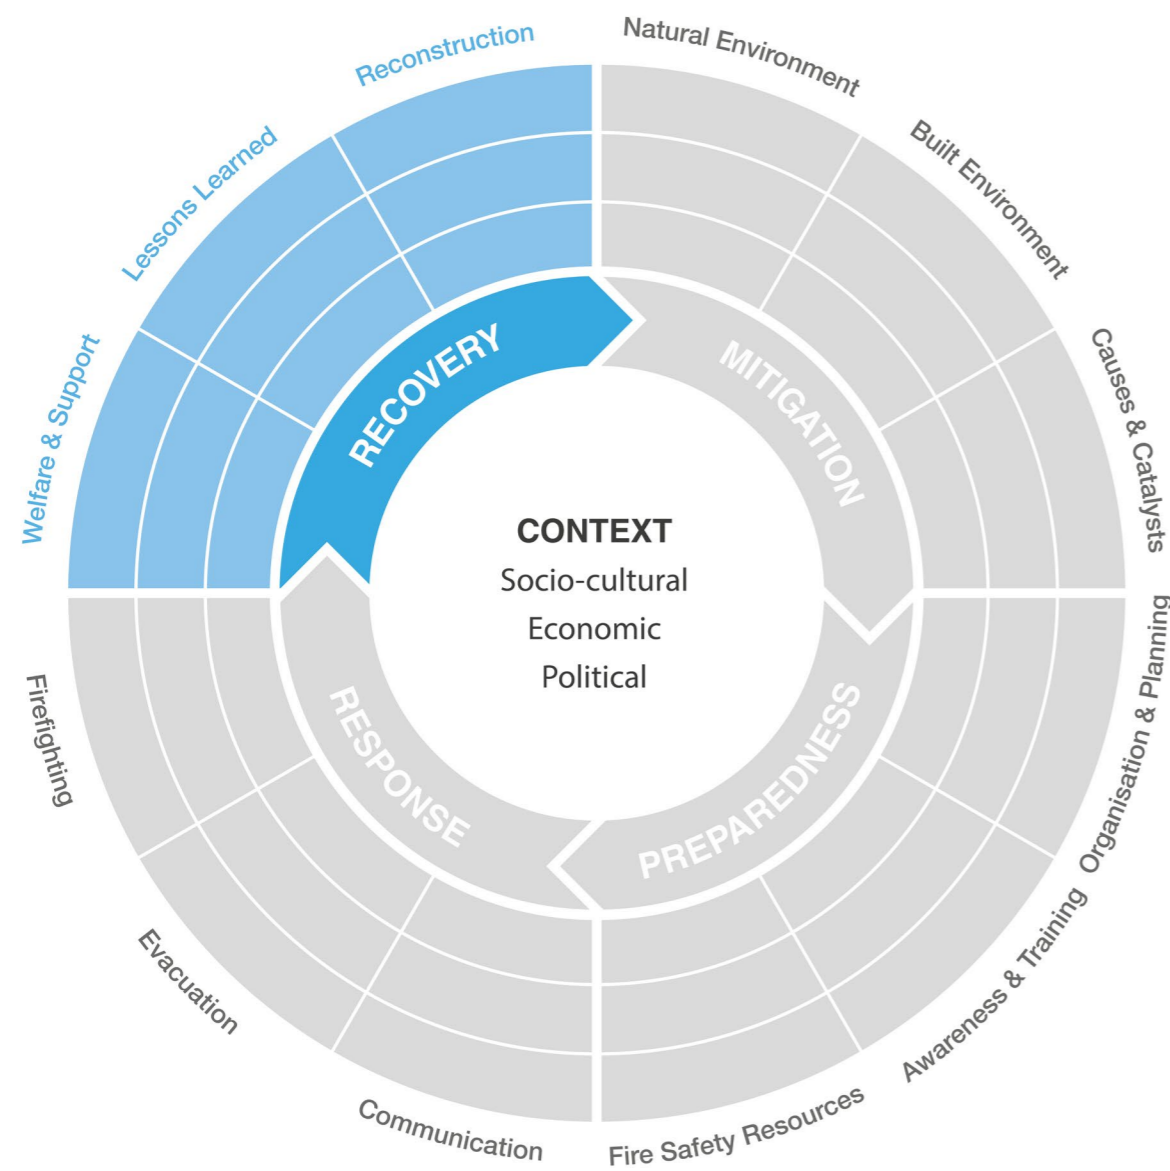 Reconstruction
Natural Environment
Lessons Learned
Built Environment
Welfare & Support
Causes & Catalysts
RECOVERY
MITIGATION
CONTEXT
Socio-cultural
Economic
Political
Firefighting
Organisation & Planning
RESPONSE
PREPAREDNESS
Evacuation
Awareness & Training
Communication
Fire Safety Resources